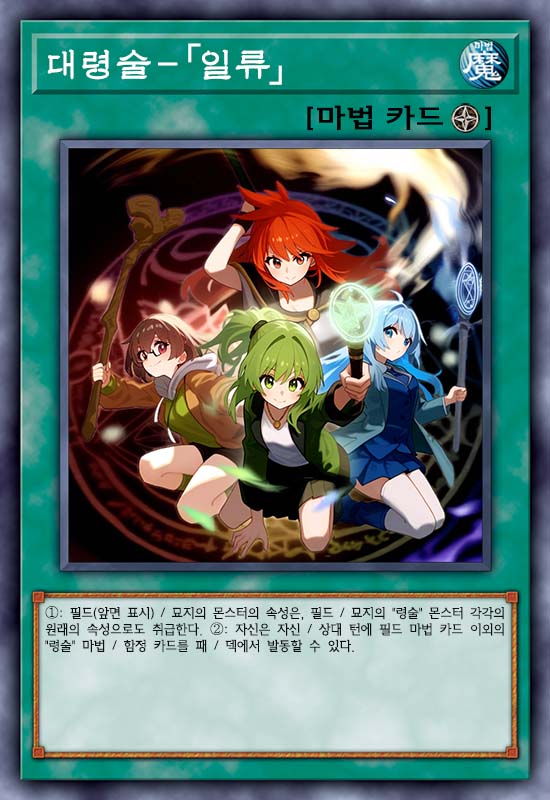 대령술-「일류」
마법
魔
[마법 카드 ]
①: 필드(앞면 표시) / 묘지의 몬스터의 속성은, 필드 / 묘지의 "령술" 몬스터 각각의
원래의 속성으로도 취급한다. ②: 자신은 자신 / 상대 턴에 필드 마법 카드 이외의
"령술" 마법 / 함정 카드를 패 / 덱에서 발동할 수 있다.